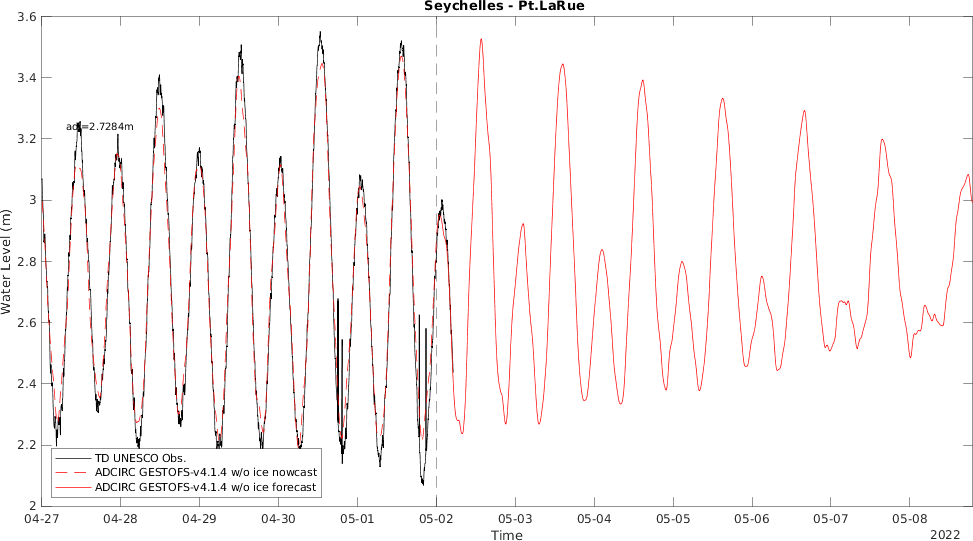 Seychelles - Pt.LaRue
3.6
3.4
3.2
3
2.8
2.6
2.4
2.2
2
Water Level (m)
=2.7284m
TD UNESCO Obs.
ADCIRC GESTOFS-v4.1.4 w/o ice nowcast
ADCIRC GESTOFS-v4.1.4 w/o ice forecast
04-27 04-28 04-29 04-30 05-01 05-02 05-03 05-04 05-05 05-06 05-07 05-08
Time
2022